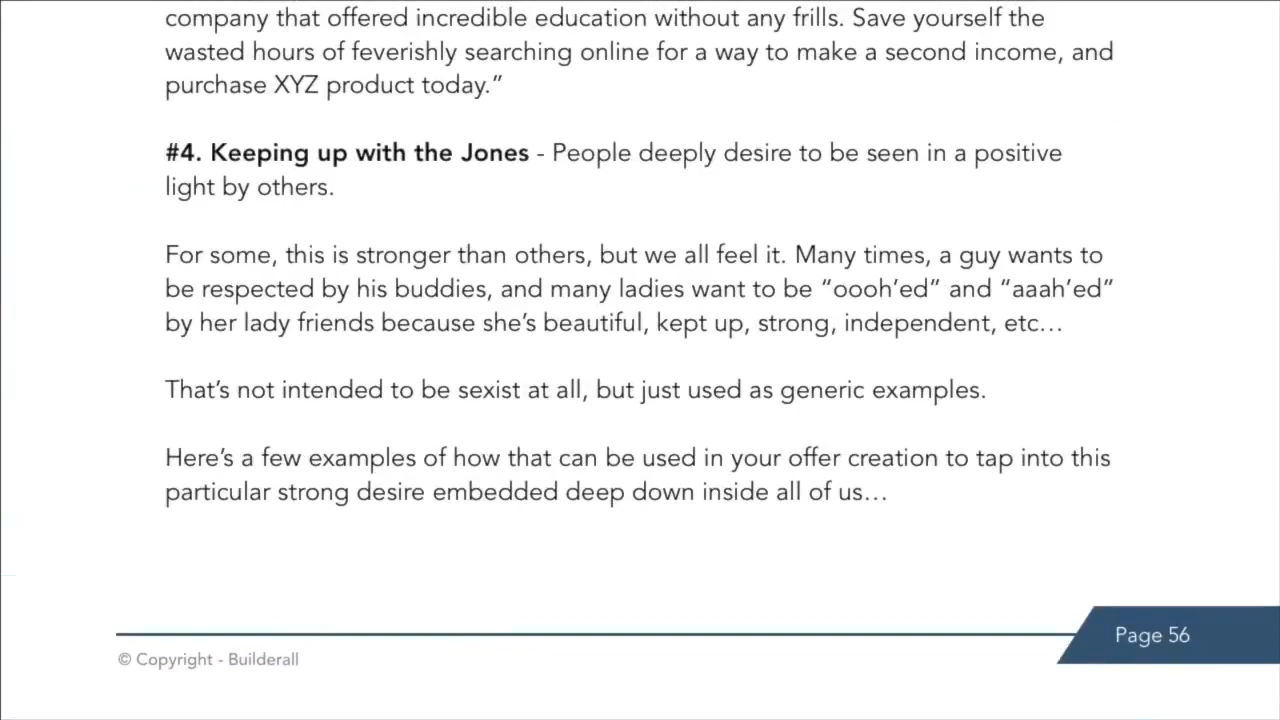 company that offered incredible education without any frills. Save yourself the
wasted hours of feverishly searching online for a way to make a second income, and
purchase XYZ product today.”
#4. Keeping up with the Jones - People deeply desire to be seen in a positive
light by others.
For some, this is stronger than others, but we all feel it. Many times, a guy wants to
be respected by his buddies, and many ladies want to be “oooh’ed” and “aaah’ed”
by her lady friends because she’s beautiful, kept up, strong, independent, etc…
That’s not intended to be sexist at all, but just used as generic examples.
Here’s a few examples of how that can be used in your offer creation to tap into this
particular strong desire embedded deep down inside all of us…
Page 56
© Copyright - Builderall